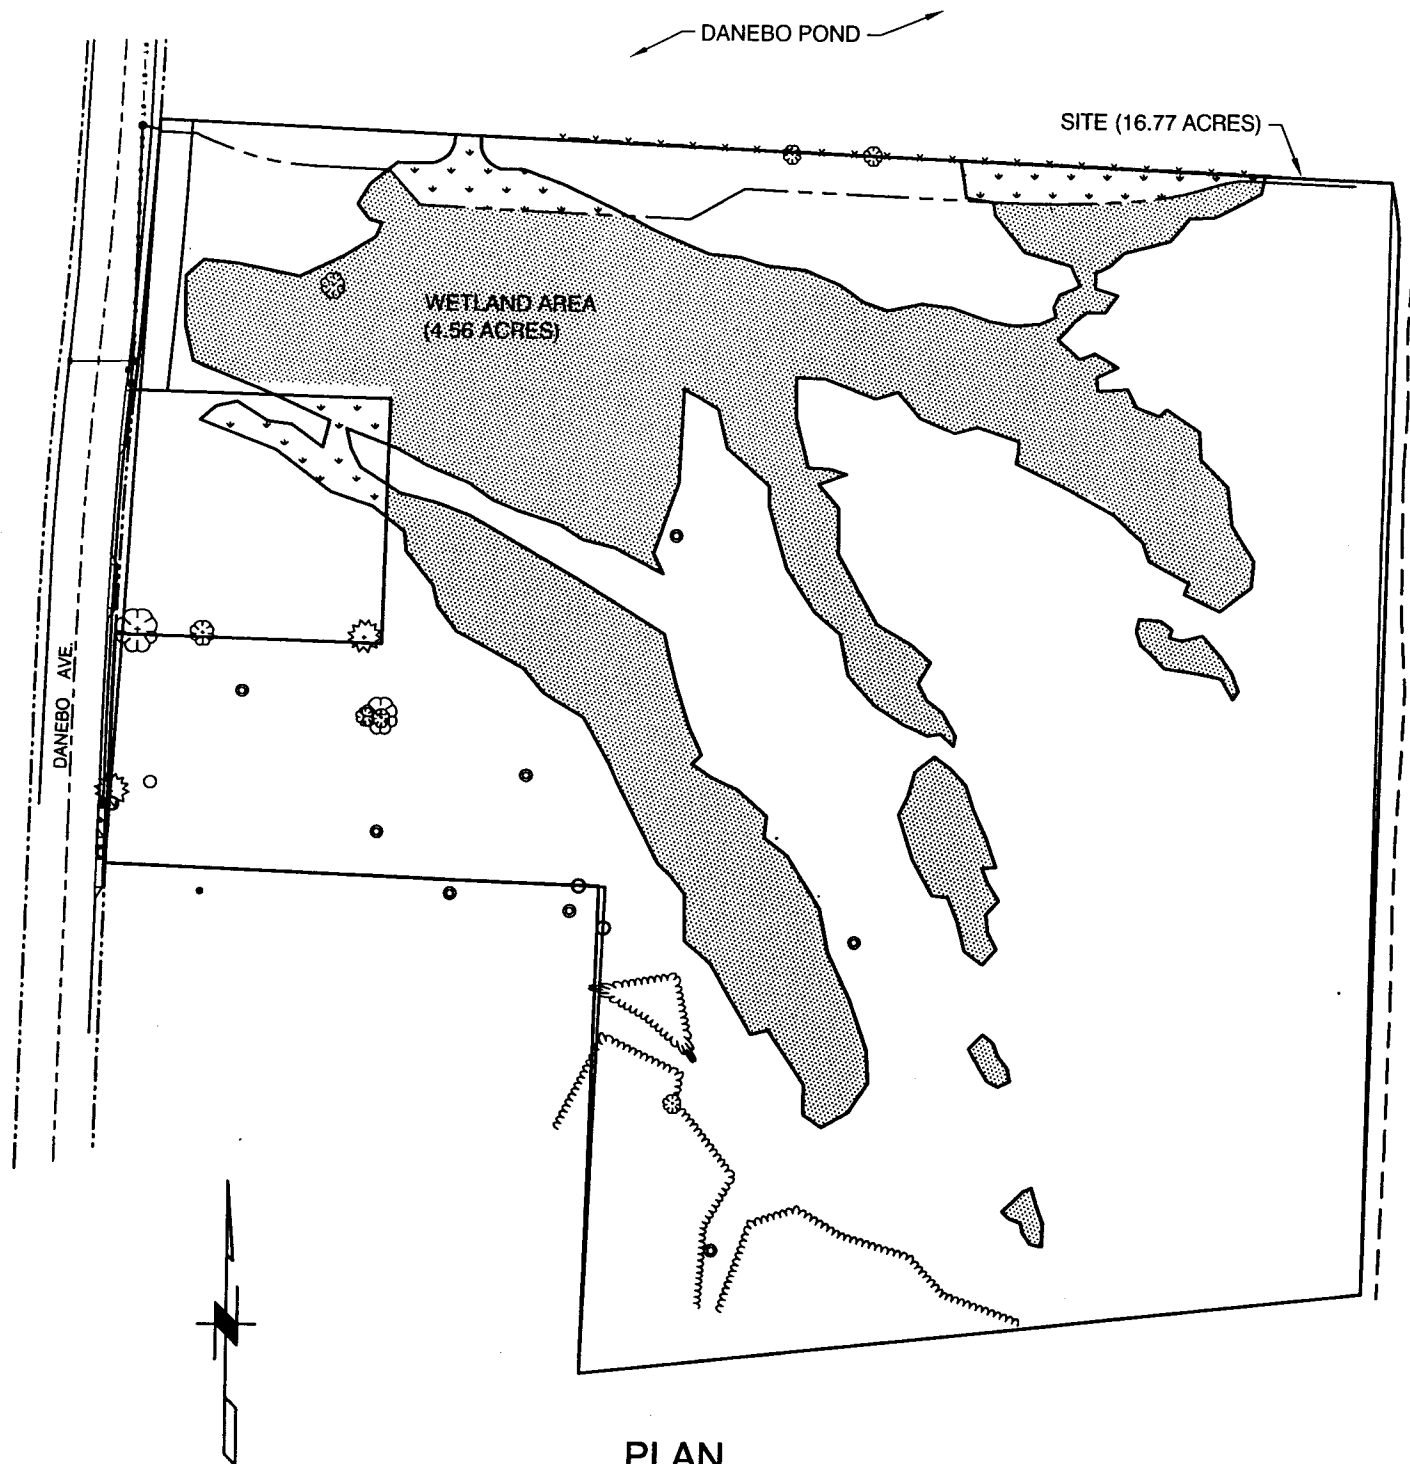 DANEBO POND
SITE (16.77 ACRES)
WETLAND AREA
(4.56 ACRES)
DANEBO AVE.
PLAN